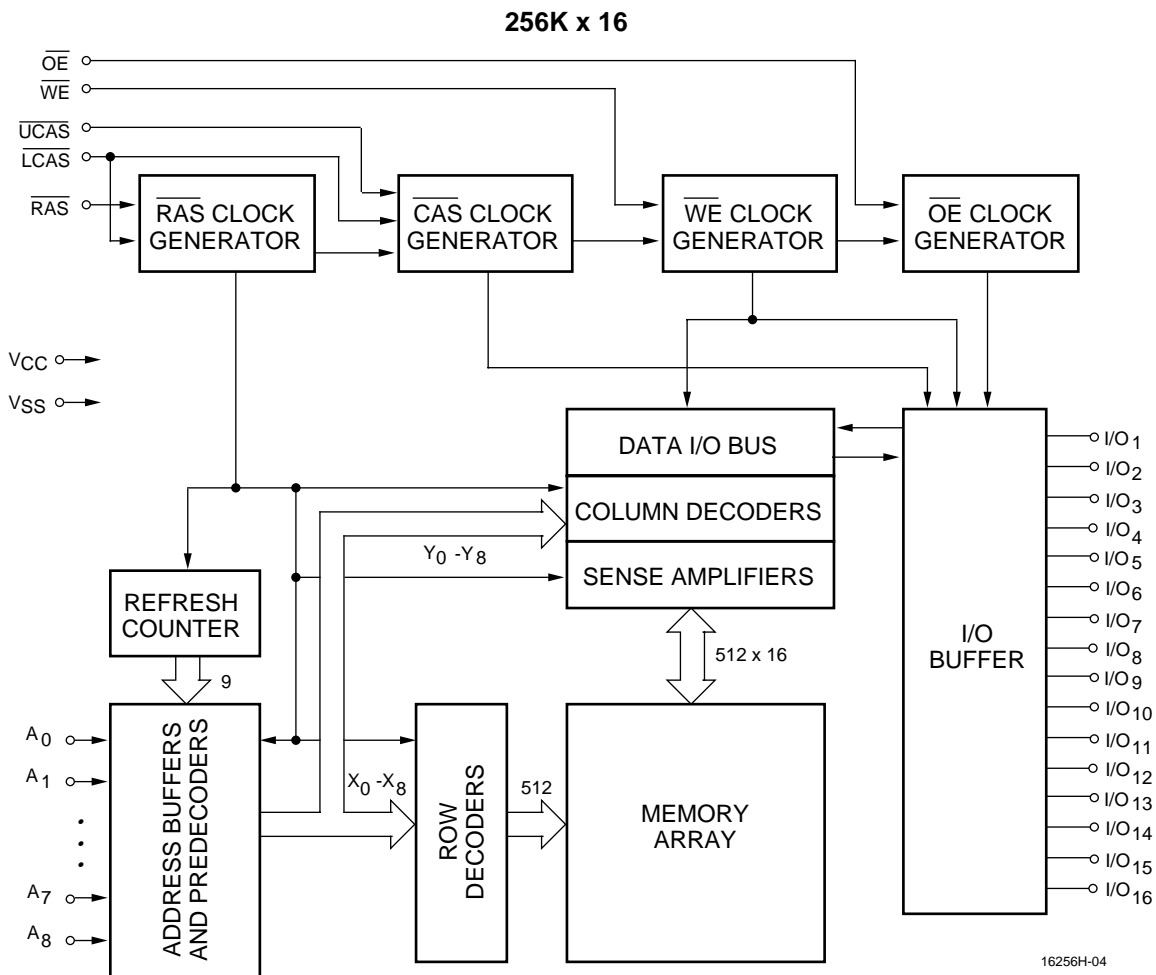 256K x 16
OE
WE
UCAS
LCAS
RAS
RAS CLOCK
GENERATOR
CAS CLOCK
GENERATOR
WE CLOCK
GENERATOR
OE CLOCK
GENERATOR
VCC
VSS
DATA I/O BUS
COLUMN DECODERS
SENSE AMPLIFIERS
Y0 -Y8
REFRESH
COUNTER
9
512 x 16
I/O
BUFFER
I/O1
I/O2
I/O3
I/O4
I/O5
I/O6
I/O7
I/O8
I/O9
I/O10
I/O11
I/O12
I/O13
I/O14
I/O15
I/O16
A0
A1
.
.
.
A7
A8
ADDRESS BUFFERS
AND PREDECODERS
X0 -X8
ROW
DECODERS
512
MEMORY
ARRAY
16256H-04